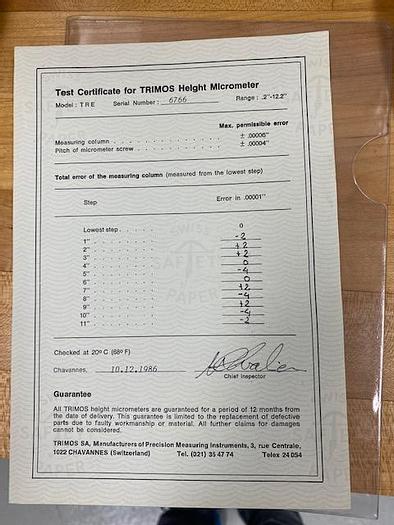 Test Certificate for TRIMOS Height Micrometer
Model: TRE Serial Number: 6766 Range: .2"-12.2"
Max. permissible error
Measuring column ± .00006"
Pitch of micrometer screw ± .00004"
Total error of the measuring column (measured from the lowest step)
Step Error in .00001"
Lowest step 0
1" -2
2" +2
3" +2
4" 0
5" -4
6" 0
7" +2
8" -4
9" +2
10" -4
11" -2
Checked at 20º C (68º F)
Chavannes, 10.12.1986
Chief inspector
Guarantee
All TRIMOS height micrometers are guaranteed for a period of 12 months from
the date of delivery. This guarantee is limited to the replacement of defective
parts due to faulty workmanship or material. All further claims for damages
cannot be considered.
TRIMOS SA, Manufacturers of Precision Measuring Instruments, 3, rue Centrale,
1022 CHAVANNES (Switzerland) Tel. (021) 35 47 74 Telex 24 054